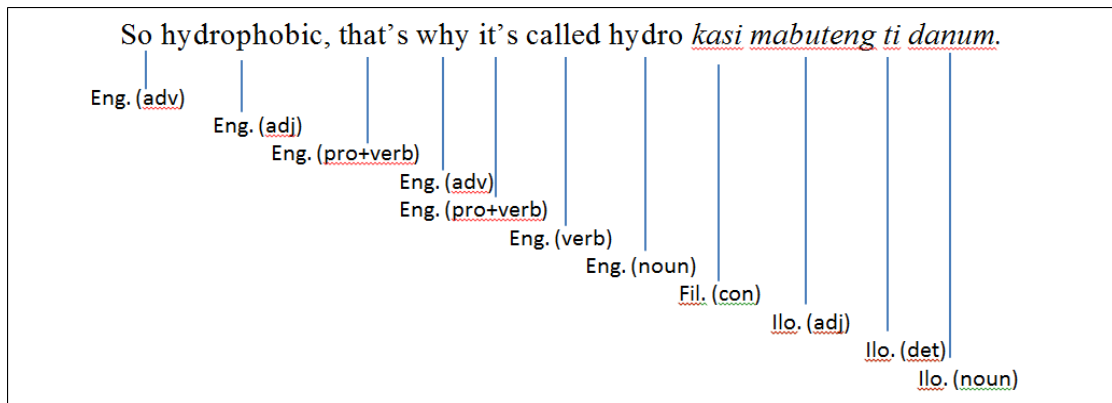 So hydrophobic, that's why it's called hydro kasi mabuteng ti danum.
Eng. (adv)
Eng. (adj)
Eng. (pro+verb)
Eng. (adv)
Eng. (pro+verb)
Eng. (verb)
Eng. (noun)
Fil. (con)
Ilo. (adj)
Ilo. (det)
Ilo. (noun)